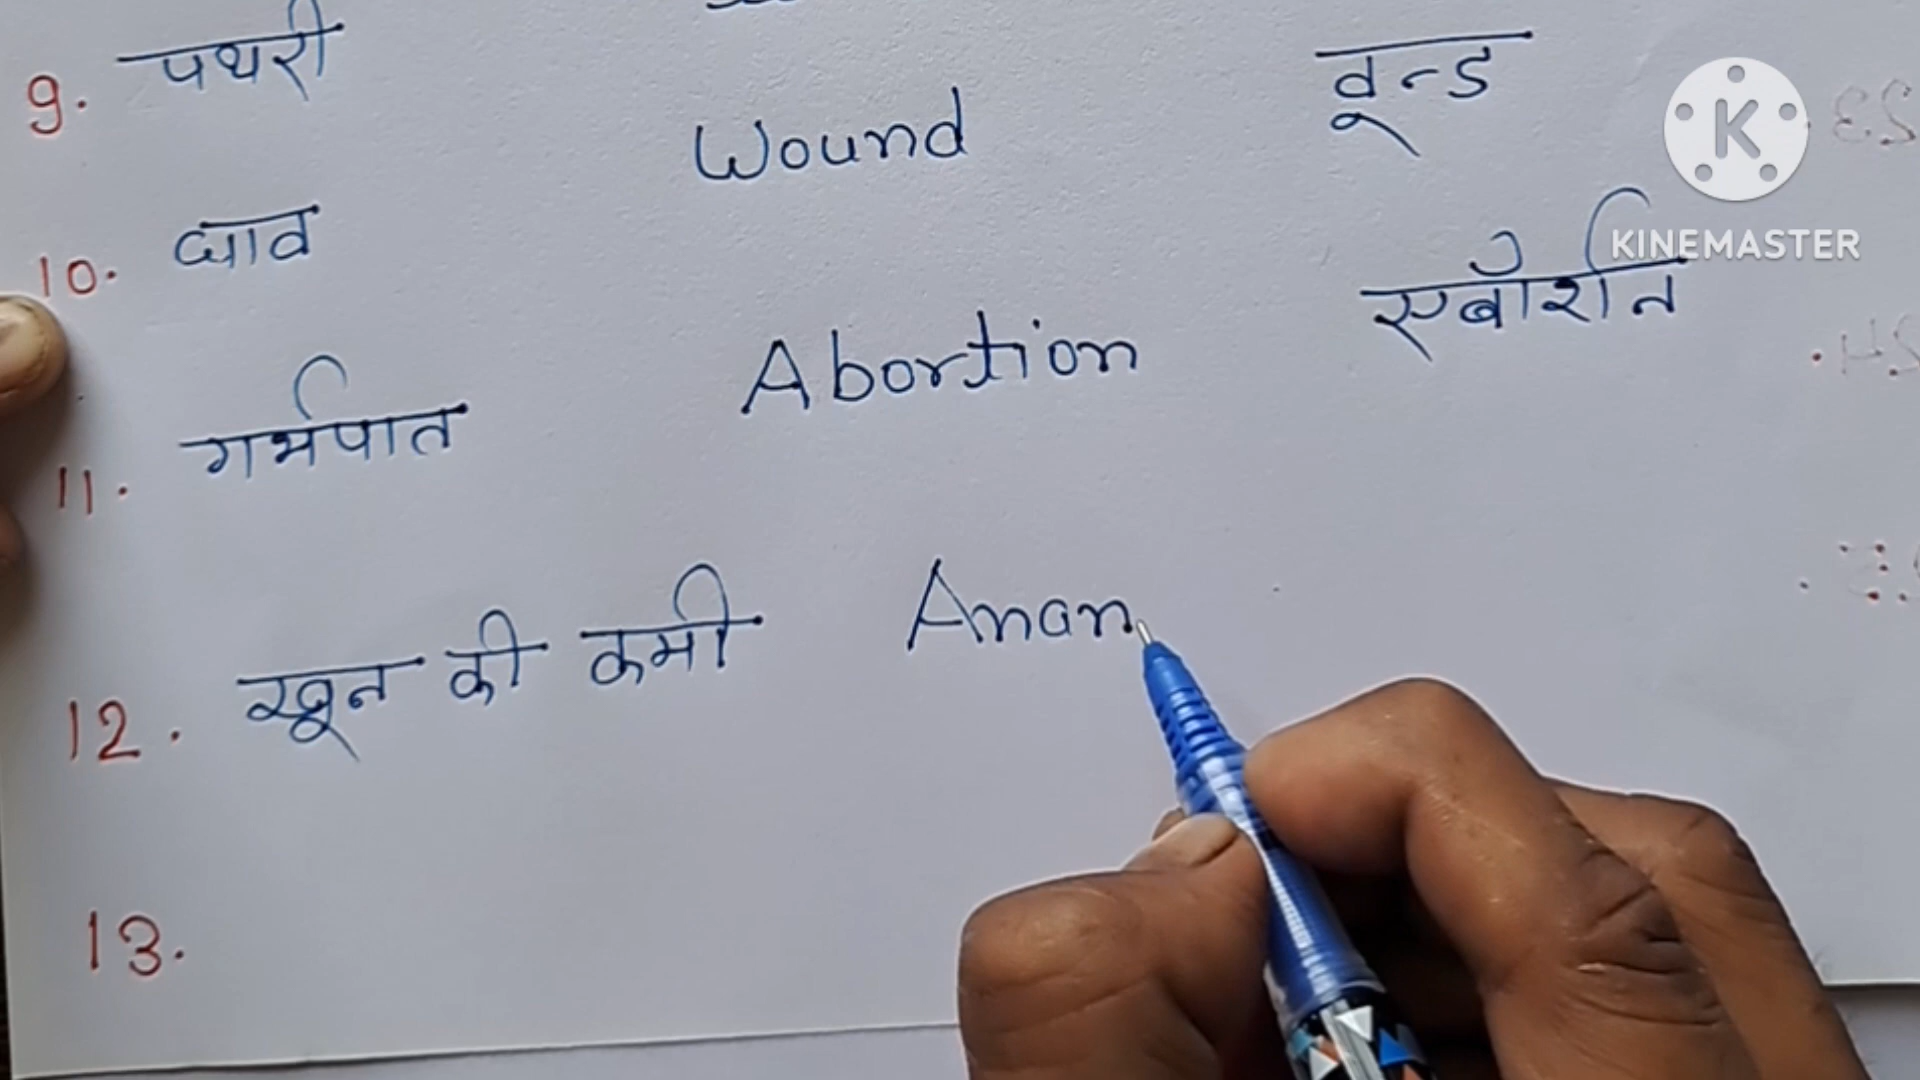 9. पथरी
10. घाव Wound वून्ड
11. गर्भपात Abortion एबॉर्शन
12. खून की कमी Anan
13.
KINEMASTER